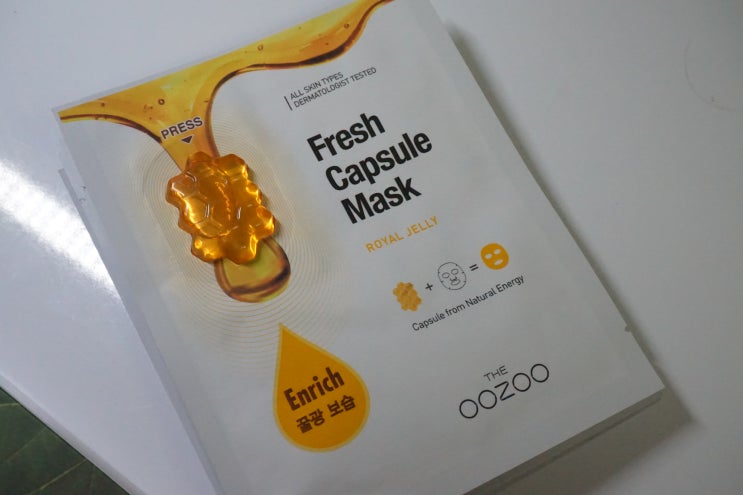 ALL SKIN TYPES
DERMATOLOGIST TESTED
PRESS
Fresh
Capsule
Mask
ROYAL JELLY
+ =
Capsule from Natural Energy
Enrich
꿀광 보습
THE
OOZOO